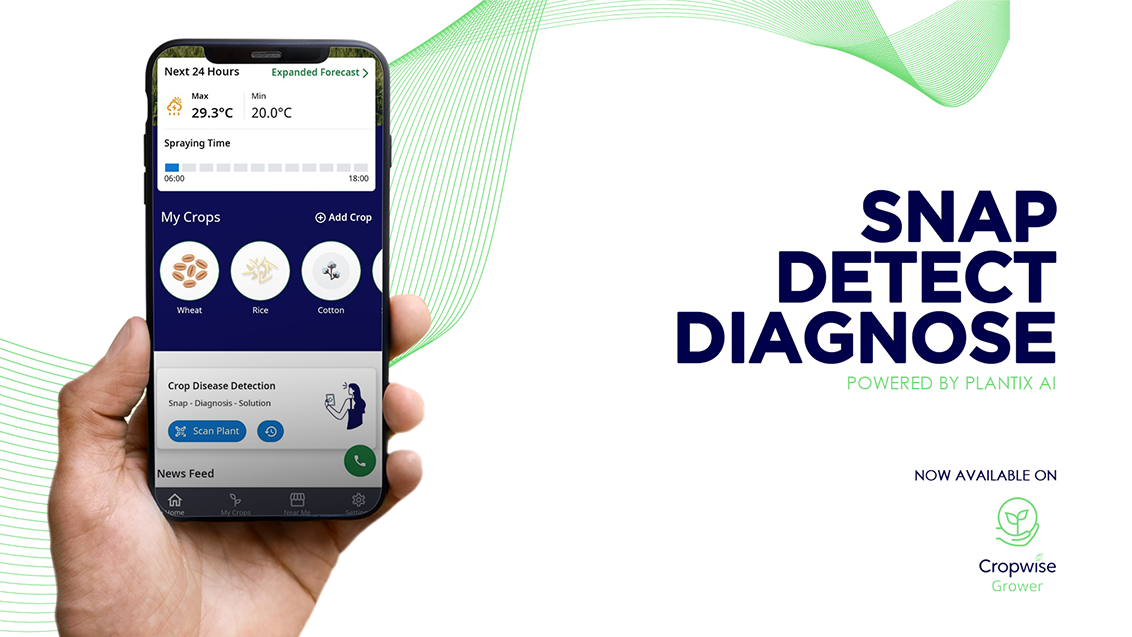 Next 24 Hours
Expanded Forecast
Max
Min
29.3°C
20.0°C
Spraying Time
06:00
18:00
My Crops
Add Crop
Wheat
Rice
Cotton
Crop Disease Detection
Snap - Diagnosis - Solution
Scan Plant
News Feed
Home
My Crops
Near Me
SNAP
DETECT
DIAGNOSE
POWERED BY PLANTIX AI
NOW AVAILABLE ON
Cropwise
Grower